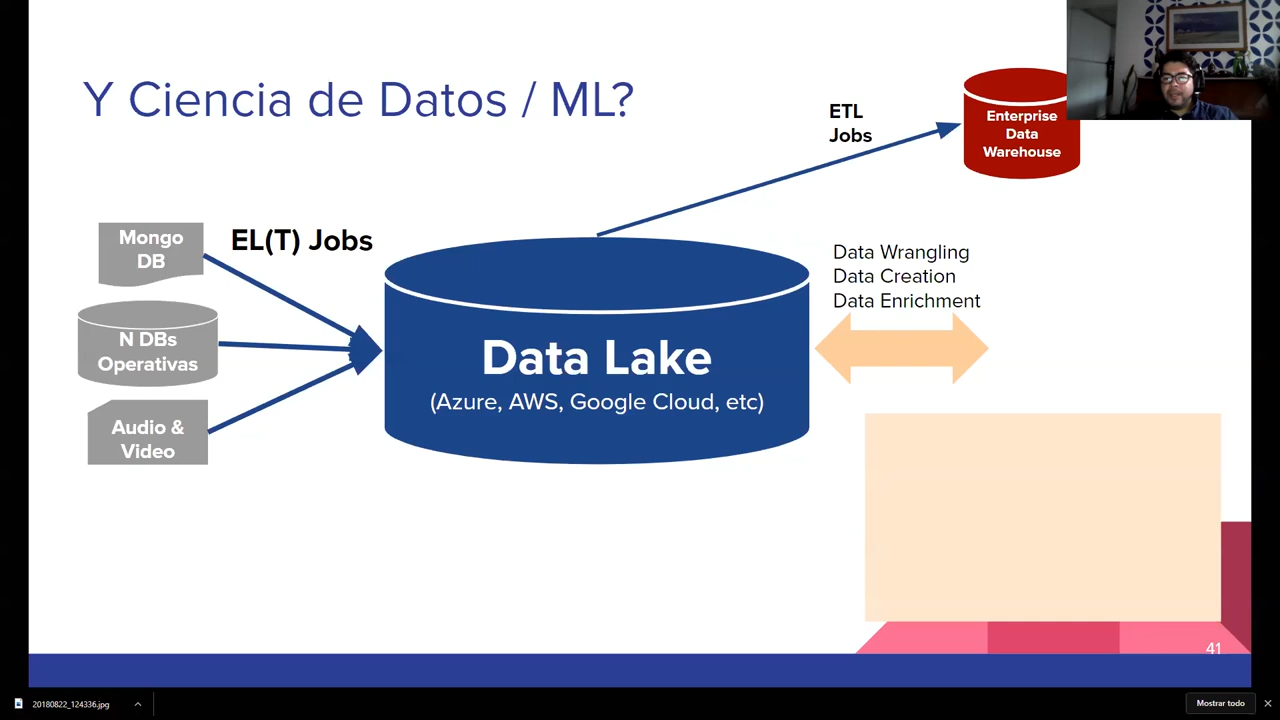 Y Ciencia de Datos / ML?
ETL
Jobs
Enterprise
Data
Warehouse
Mongo
DB
EL(T) Jobs
N DBs
Operativas
Audio &
Video
Data Lake
(Azure, AWS, Google Cloud, etc)
Data Wrangling
Data Creation
Data Enrichment
41
20180822_124336.jpg
Mostrar todo